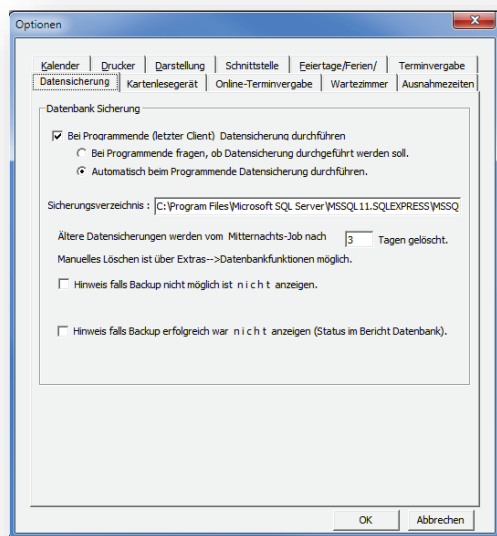 Optionen
Kalender
Drucker
Darstellung
Schnittstelle
Feiertage/Ferien/
Terminvergabe
Datensicherung
Kartenlesegerät
Online-Terminvergabe
Wartezimmer
Ausnahmezeiten
Datenbank Sicherung
Bei Programmende (letzter Client) Datensicherung durchführen
Bei Programmende fragen, ob Datensicherung durchgeführt werden soll.
Automatisch beim Programmende Datensicherung durchführen.
Sicherungsverzeichnis : C:\Program Files\Microsoft SQL Server\MSSQL11.SQLEXPRESS\MSSQ
Ältere Datensicherungen werden vom Mitternachts-Job nach 3 Tagen gelöscht.
Manuelles Löschen ist über Extras-->Datenbankfunktionen möglich.
Hinweis falls Backup nicht möglich ist n i c h t anzeigen.
Hinweis falls Backup erfolgreich war n i c h t anzeigen (Status im Bericht Datenbank).
OK
Abbrechen